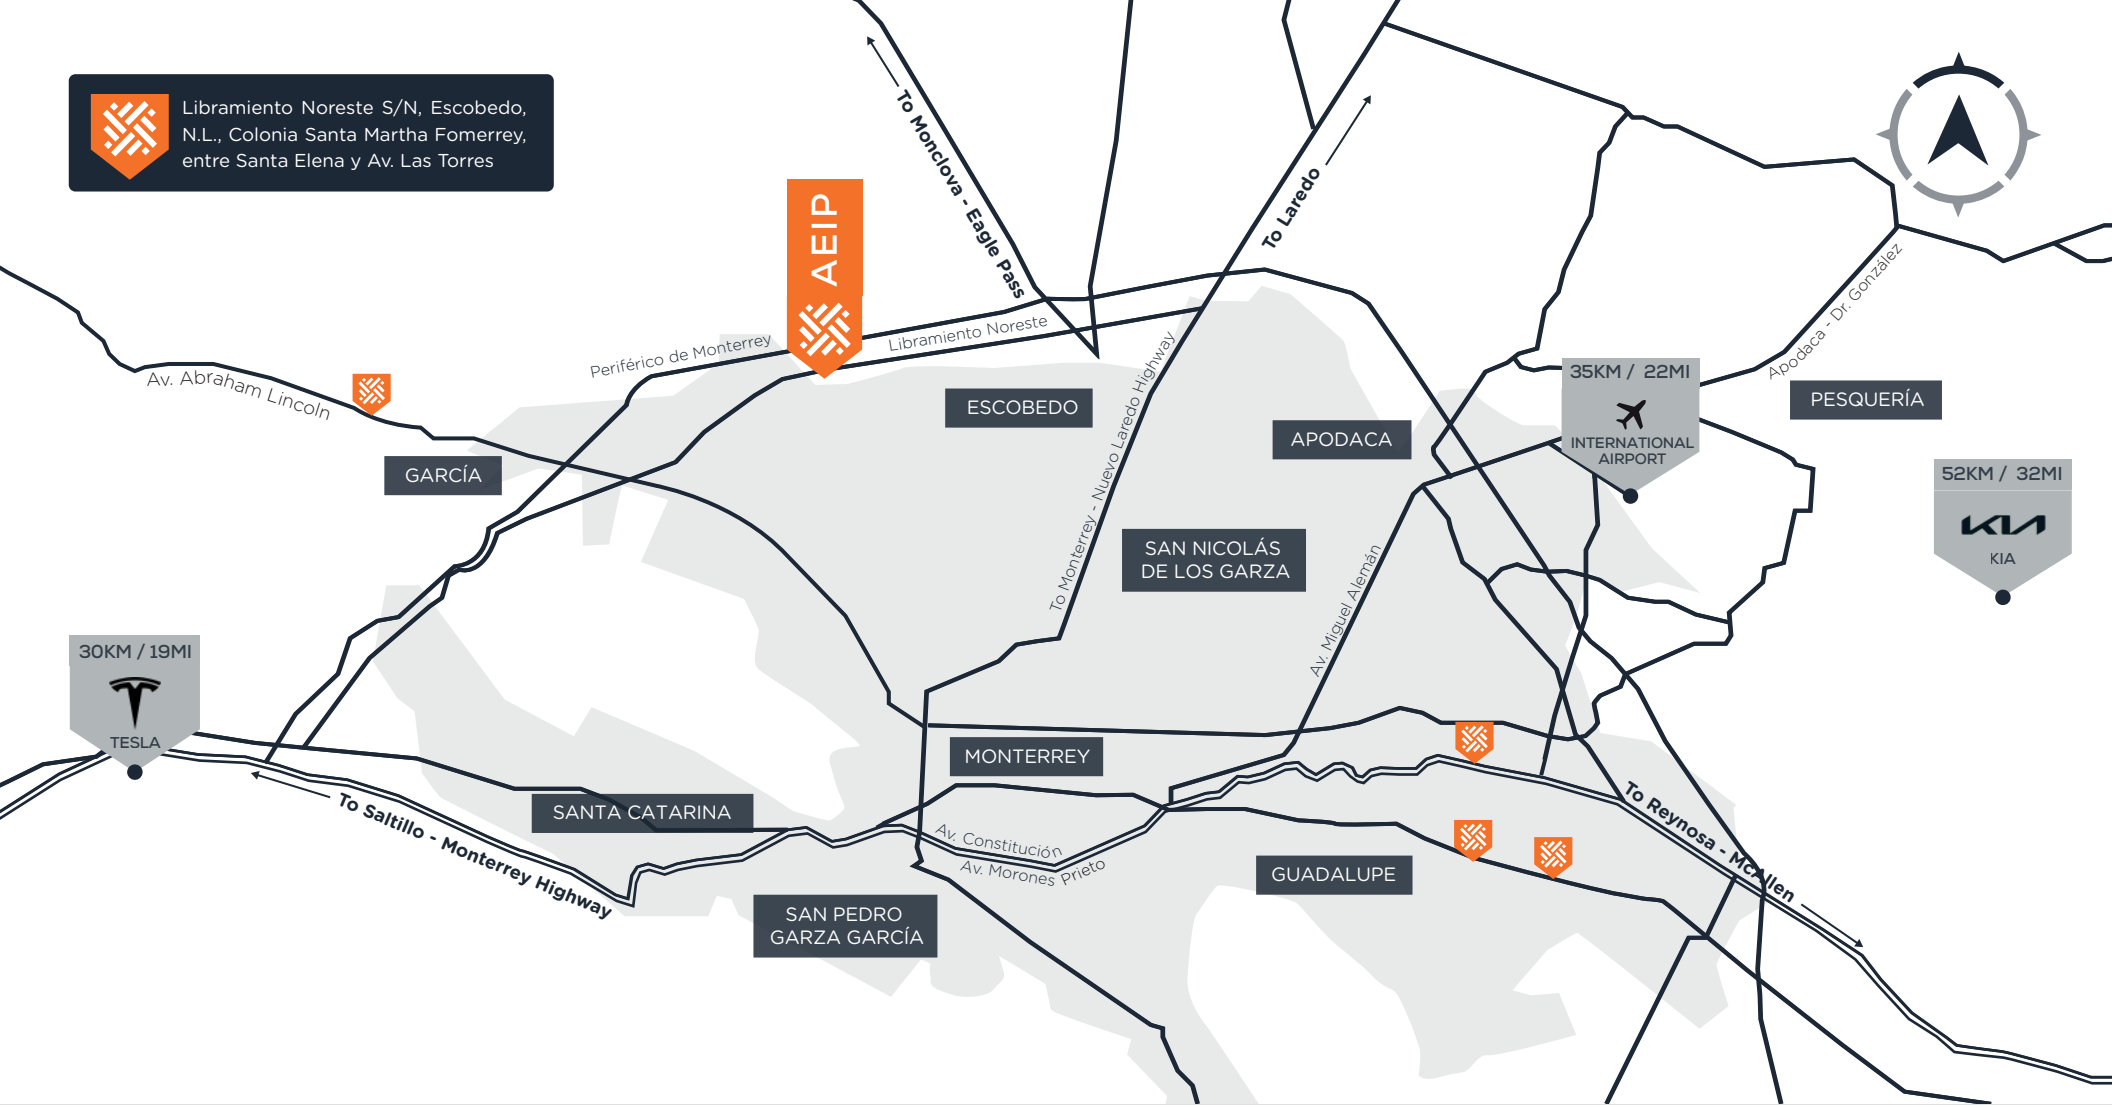 Libramiento Noreste S/N, Escobedo,
N.L., Colonia Santa Martha Fomerrey,
entre Santa Elena y Av. Las Torres
To Monclova - Eagle Pass
To Laredo
AEIP
Apodaca - Dr. González
Periférico de Monterrey
Libramiento Noreste
Av. Abraham Lincoln
35KM / 22MI
INTERNATIONAL
AIRPORT
PESQUERÍA
ESCOBEDO
APODACA
GARCÍA
52KM / 32MI
KIA
KIA
To Monterrey - Nuevo Laredo Highway
SAN NICOLÁS
DE LOS GARZA
Av. Miguel Alemán
30KM / 19MI
TESLA
MONTERREY
SANTA CATARINA
To Saltillo - Monterrey Highway
Av. Constitución
Av. Morones Prieto
To Reynosa - McAllen
GUADALUPE
SAN PEDRO
GARZA GARCÍA